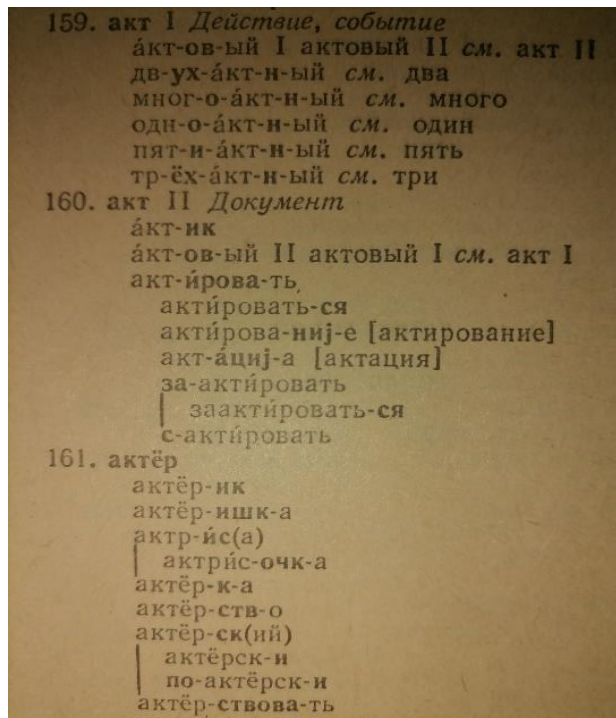 159. акт I Действие, событие
а́кт-ов-ый I актовый II см. акт II
дв-ух-а́кт-н-ый см. два
мног-о-а́кт-н-ый см. много
одн-о-а́кт-н-ый см. один
пят-и-а́кт-н-ый см. пять
тр-ёх-а́кт-н-ый см. три
160. акт II Документ
а́кт-ик
а́кт-ов-ый II актовый I см. акт I
акт-и́рова-ть
акти́ровать-ся
акти́рова-ниj-е [актирование]
акт-а́циj-а [актация]
за-акти́ровать
заакти́ровать-ся
с-акти́ровать
161. актёр
актёр-ик
актёр-ишк-а
актр-и́с(а)
актри́с-очк-а
актёр-к-а
актёр-ств-о
актёр-ск(ий)
актёрск-и
по-актёрск-и
актёр-ствова-ть